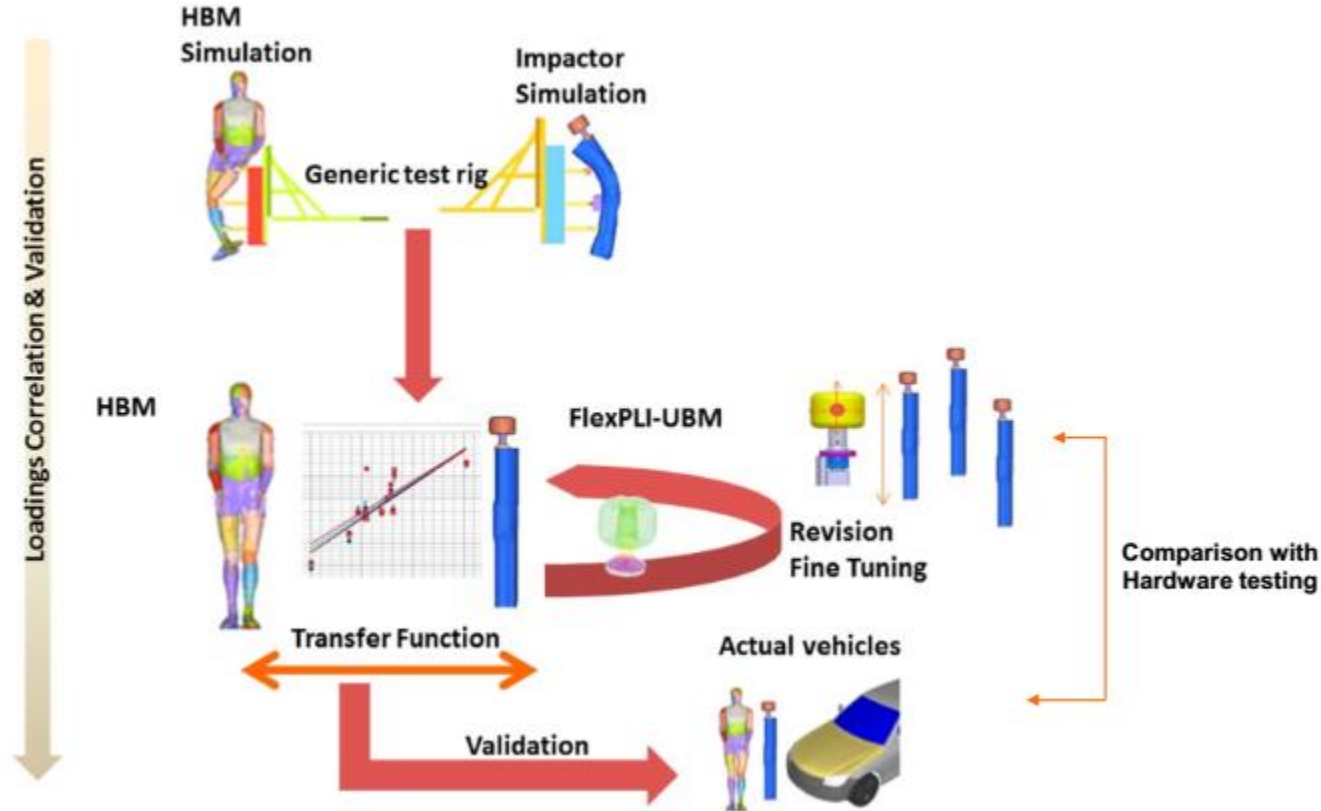 HBM
Simulation
Impactor
Simulation
Generic test rig
Loadings Correlation & Validation
HBM
FlexPLI-UBM
Revision
Fine Tuning
Comparison with
Hardware testing
Transfer Function
Actual vehicles
Validation